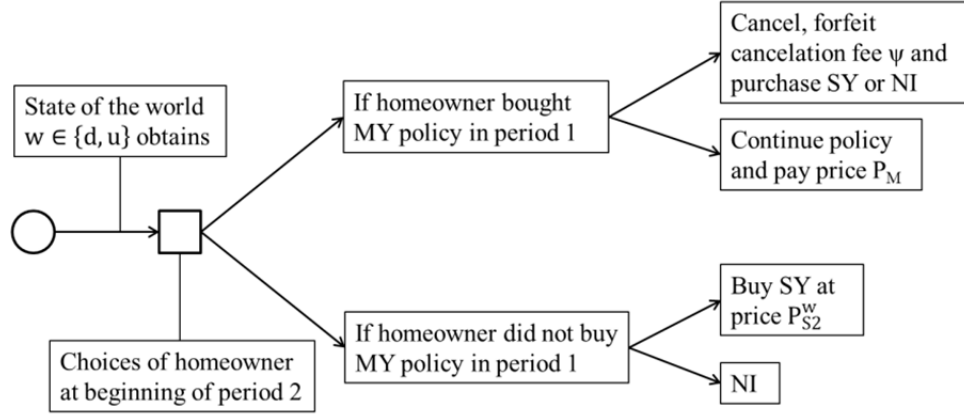 State of the world
w ∈ {d, u} obtains
Choices of homeowner
at beginning of period 2
If homeowner bought
MY policy in period 1
Cancel, forfeit
cancelation fee ψ and
purchase SY or NI
Continue policy
and pay price P_M
If homeowner did not buy
MY policy in period 1
Buy SY at
price P_{S2}^w
NI